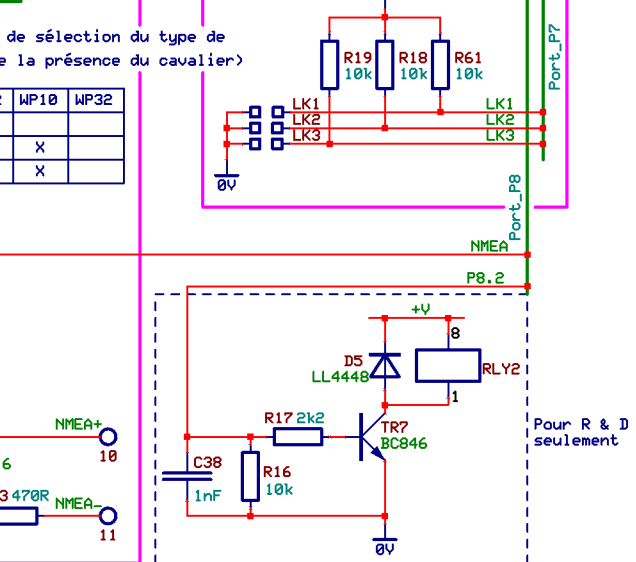 de sélection du type de
e la présence du cavalier)
WP10 WP32
X
X
R19 R18 R61
10k 10k 10k
LK1 LK1
LK2 LK2
LK3 LK3
0V
Port_P7
Port_P8
NMEA
P8.2
+V
8
D5
LL4448
RLY2
1
R17 2k2
TR7
BC846
Pour R & D
seulement
NMEA+
10
C38
1nF
R16
10k
6
3 470R
NMEA-
11
0V